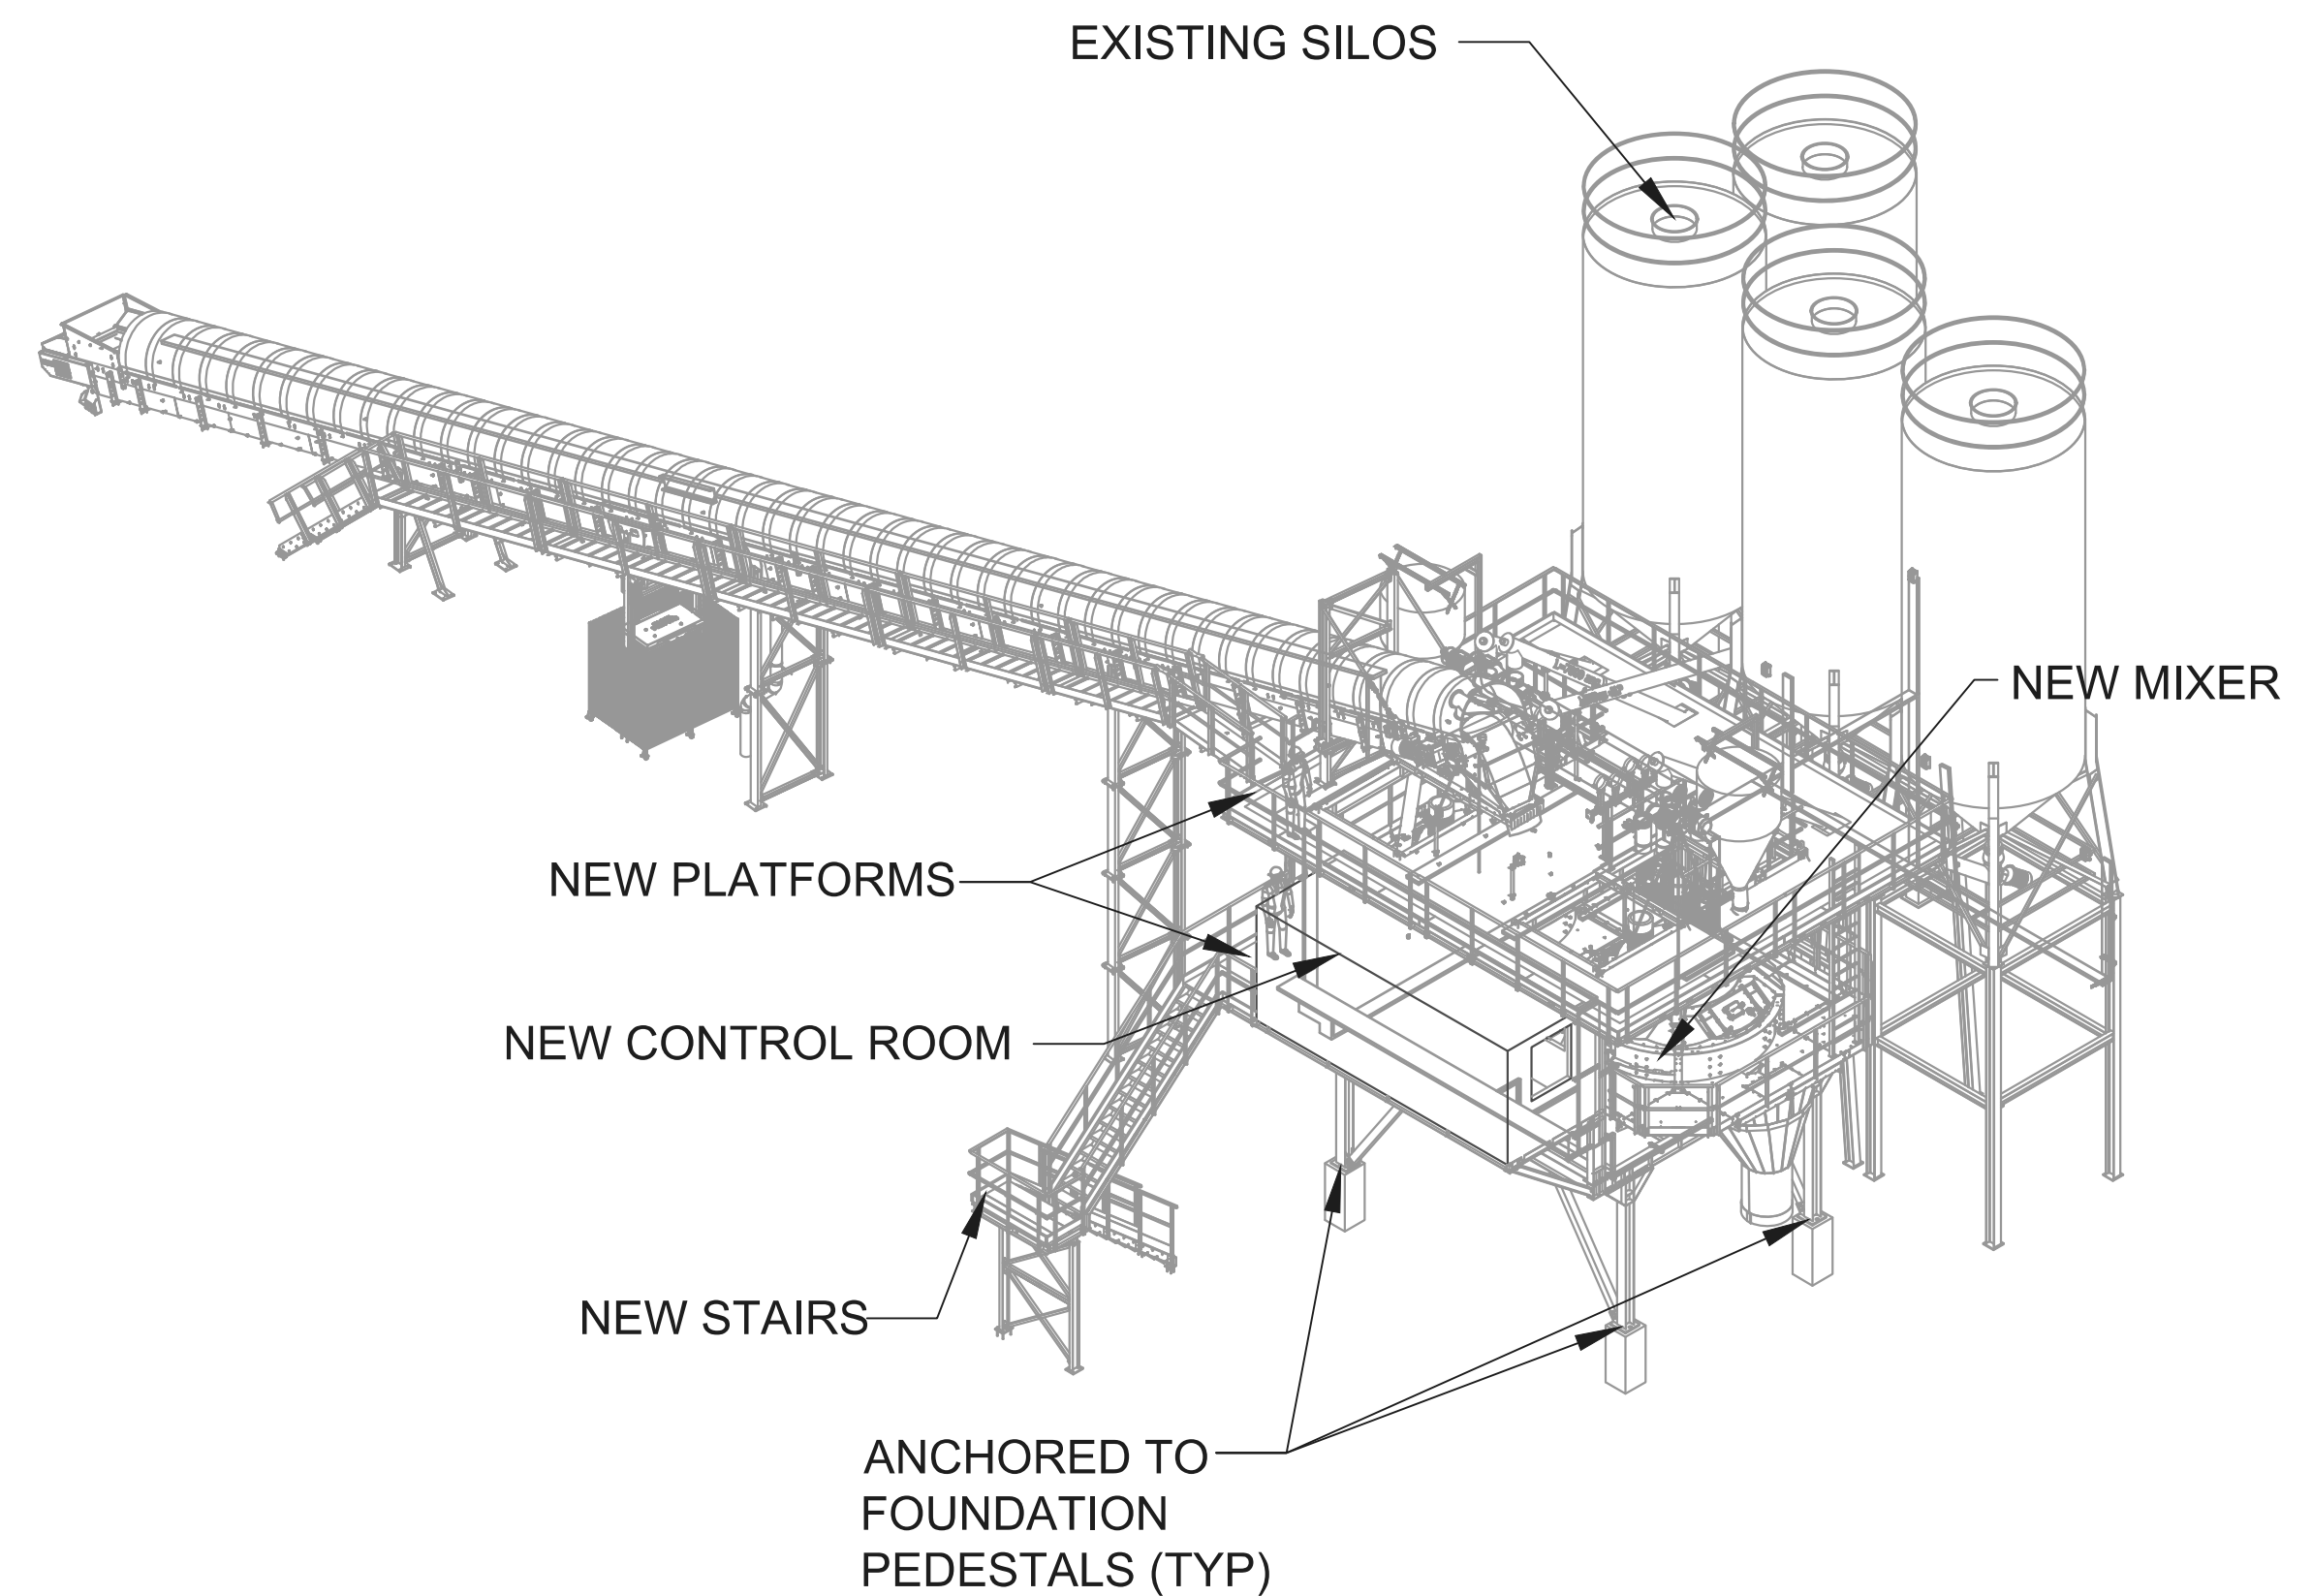 EXISTING SILOS
NEW MIXER
NEW PLATFORMS
NEW CONTROL ROOM
NEW STAIRS
ANCHORED TO
FOUNDATION
PEDESTALS (TYP)